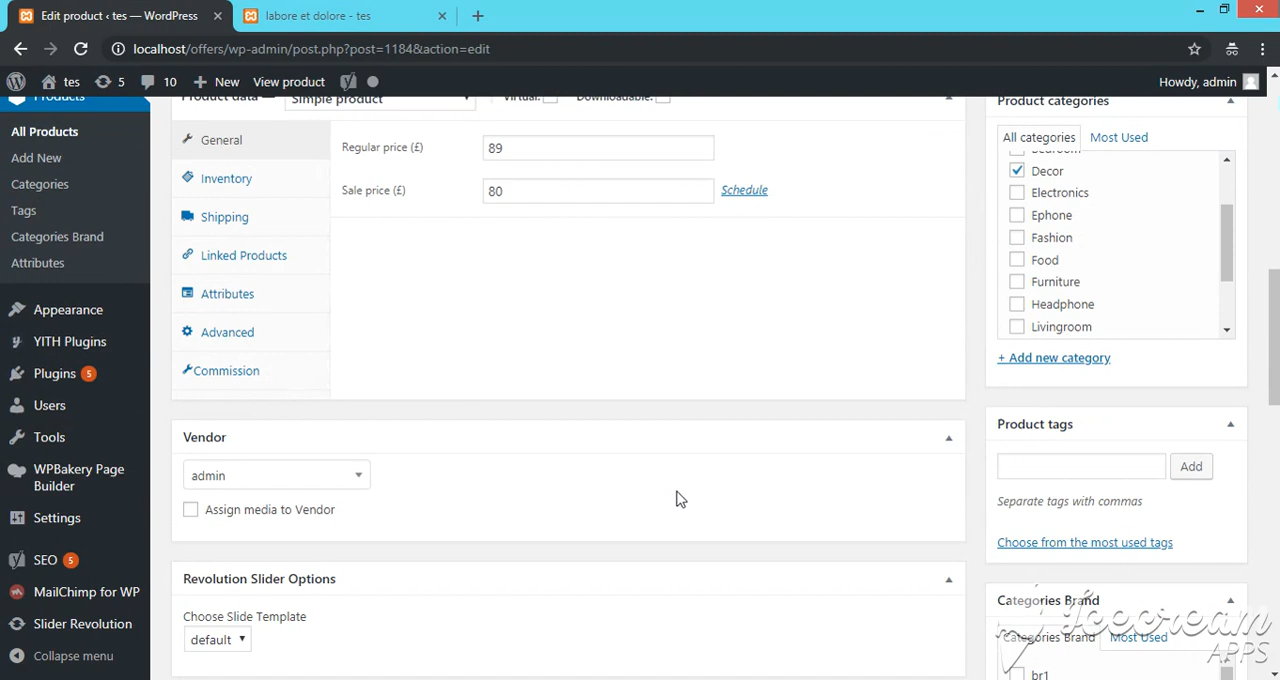 Edit product ‹ tes — WordPress
labore et dolore - tes
localhost/offers/wp-admin/post.php?post=1184&action=edit
tes 5 10 New View product
Howdy, admin
Products
All Products
Add New
Categories
Tags
Categories Brand
Attributes
Appearance
YITH Plugins
Plugins 5
Users
Tools
WPBakery Page
Builder
Settings
SEO 5
MailChimp for WP
Slider Revolution
Collapse menu
Product data — Simple product Virtual: Downloadable:
General
Inventory
Shipping
Linked Products
Attributes
Advanced
Commission
Regular price (£) 89
Sale price (£) 80 Schedule
Vendor
admin
Assign media to Vendor
Revolution Slider Options
Choose Slide Template
default
Product categories
All categories Most Used
Bedroom
Decor
Electronics
Ephone
Fashion
Food
Furniture
Headphone
Livingroom
+ Add new category
Product tags
Add
Separate tags with commas
Choose from the most used tags
Categories Brand
Categories Brand Most Used
br1
Icecream
APPS